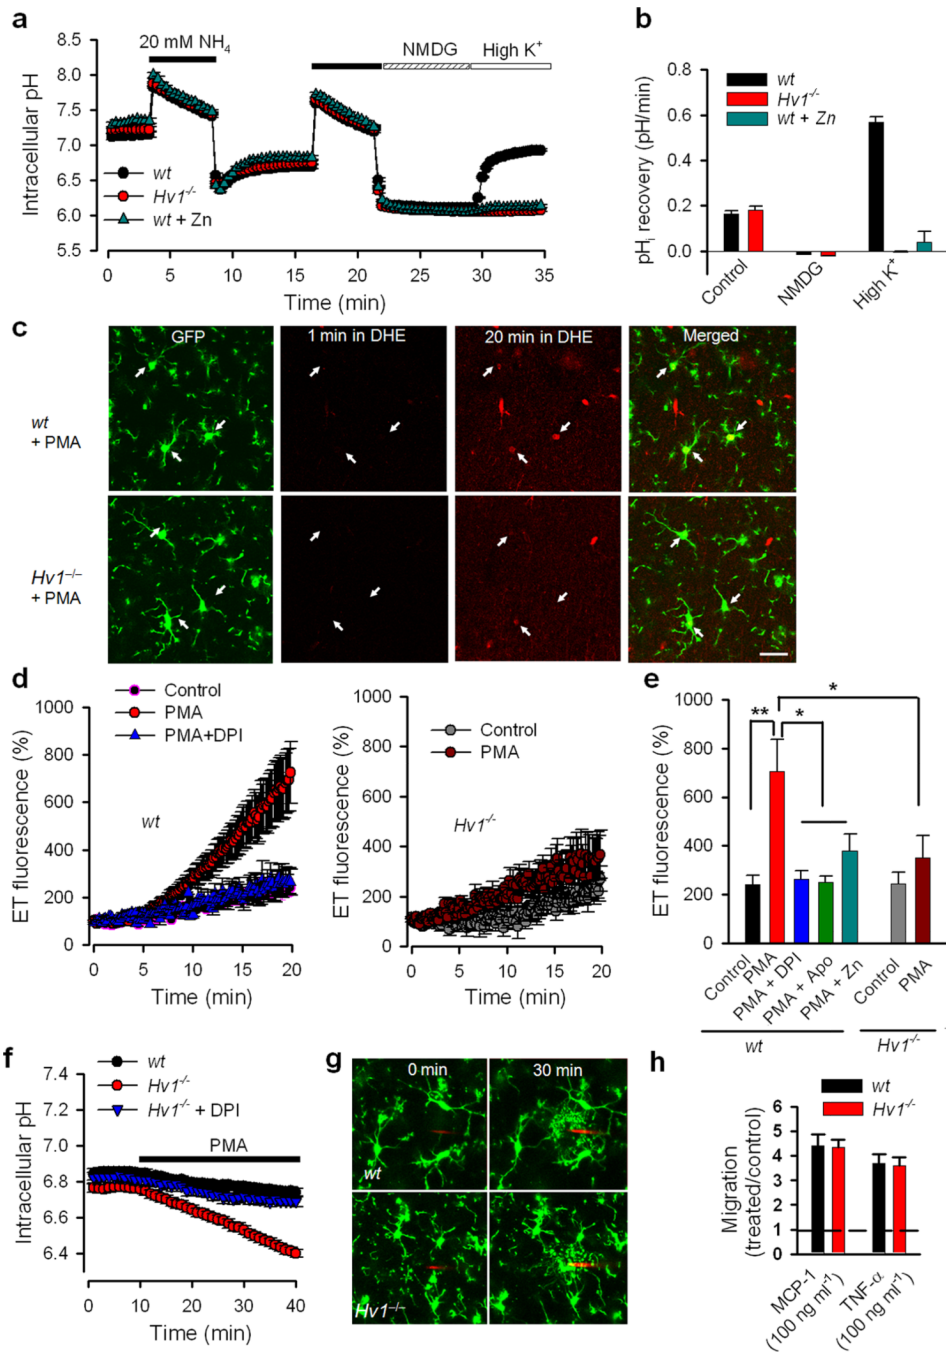 a
20 mM NH4
NMDG
High K+
Intracellular pH
8.5
8.0
7.5
7.0
6.5
6.0
5.5
wt
Hv1-/-
wt + Zn
0 5 10 15 20 25 30 35
Time (min)
b
wt
Hv1-/-
wt + Zn
pHi recovery (pH/min)
0.8
0.6
0.4
0.2
0.0
Control
NMDG
High K+
c
GFP
1 min in DHE
20 min in DHE
Merged
wt
+ PMA
Hv1–/–
+ PMA
d
Control
PMA
PMA+DPI
ET fluorescence (%)
1000
800
600
400
200
0
wt
0 5 10 15 20
Time (min)
Control
PMA
ET fluorescence (%)
1000
800
600
400
200
0
Hv1-/-
0 5 10 15 20
Time (min)
e
ET fluorescence (%)
1000
800
600
400
200
0
**
*
*
Control
PMA
PMA + DPI
PMA + Apo
PMA + Zn
Control
PMA
wt
Hv1-/-
f
wt
Hv1-/-
Hv1-/- + DPI
PMA
Intracellular pH
7.4
7.2
7.0
6.8
6.6
6.4
0 10 20 30 40
Time (min)
g
0 min
30 min
wt
Hv1–/–
h
wt
Hv1-/-
Migration
(treated/control)
6
5
4
3
2
1
0
MCP-1
(100 ng ml-1)
TNF-α
(100 ng ml-1)